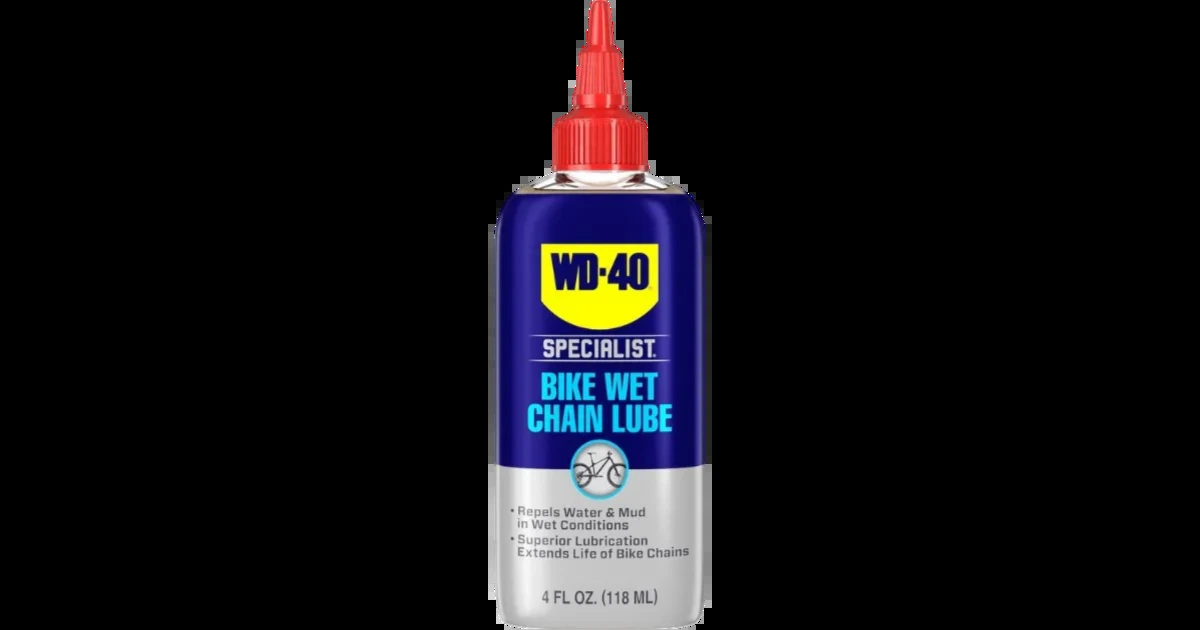 WD-40
SPECIALIST.
BIKE WET
CHAIN LUBE
• Repels Water & Mud
in Wet Conditions
• Superior Lubrication
Extends Life of Bike Chains
4 FL OZ. (118 ML)